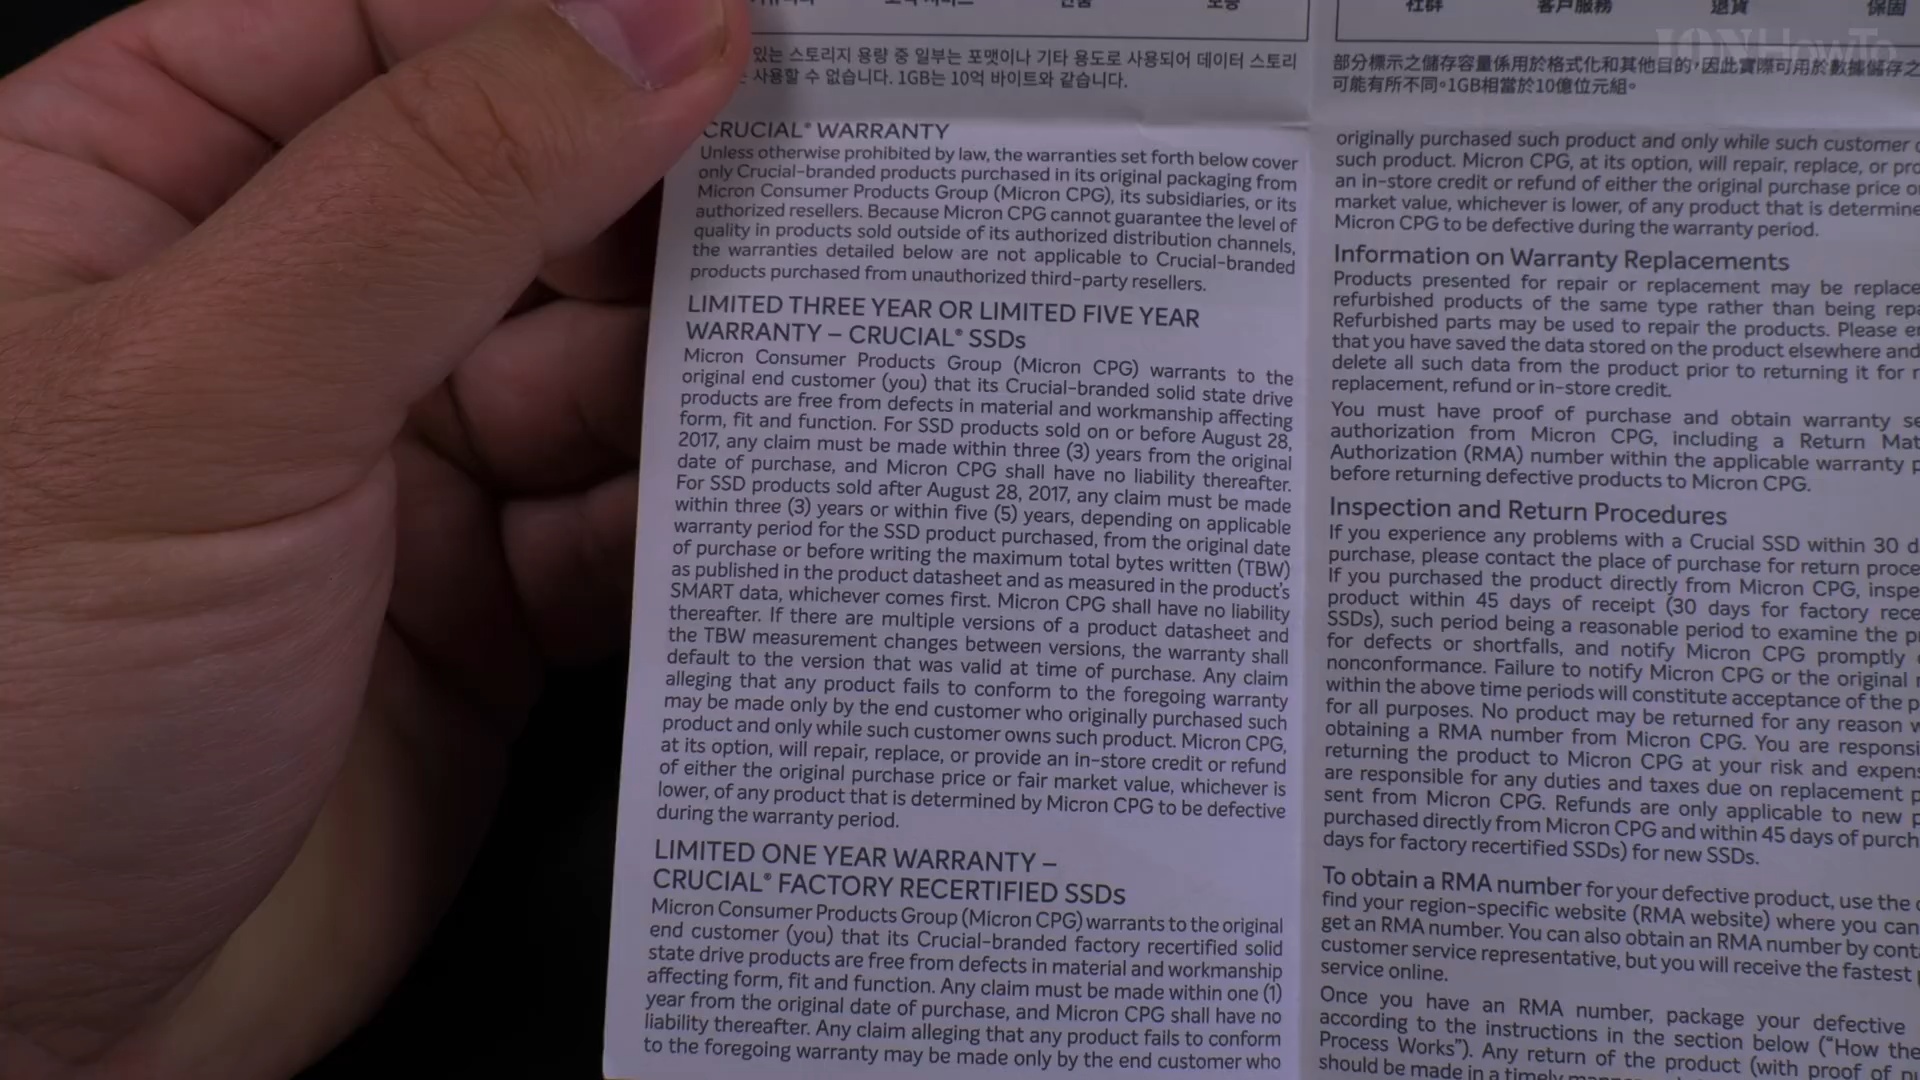 社群 客戶服務 退貨 保固
IONHowTo
있는 스토리지 용량 중 일부는 포맷이나 기타 용도로 사용되어 데이터 스토리
사용할 수 없습니다. 1GB는 10억 바이트와 같습니다.
部分標示之儲存容量係用於格式化和其他目的，因此實際可用於數據儲存之
可能有所不同。1GB相當於10億位元組。
CRUCIAL® WARRANTY
Unless otherwise prohibited by law, the warranties set forth below cover
only Crucial-branded products purchased in its original packaging from
Micron Consumer Products Group (Micron CPG), its subsidiaries, or its
authorized resellers. Because Micron CPG cannot guarantee the level of
quality in products sold outside of its authorized distribution channels,
the warranties detailed below are not applicable to Crucial-branded
products purchased from unauthorized third-party resellers.
LIMITED THREE YEAR OR LIMITED FIVE YEAR
WARRANTY – CRUCIAL® SSDs
Micron Consumer Products Group (Micron CPG) warrants to the
original end customer (you) that its Crucial-branded solid state drive
products are free from defects in material and workmanship affecting
form, fit and function. For SSD products sold on or before August 28,
2017, any claim must be made within three (3) years from the original
date of purchase, and Micron CPG shall have no liability thereafter.
For SSD products sold after August 28, 2017, any claim must be made
within three (3) years or within five (5) years, depending on applicable
warranty period for the SSD product purchased, from the original date
of purchase or before writing the maximum total bytes written (TBW)
as published in the product datasheet and as measured in the product's
SMART data, whichever comes first. Micron CPG shall have no liability
thereafter. If there are multiple versions of a product datasheet and
the TBW measurement changes between versions, the warranty shall
default to the version that was valid at time of purchase. Any claim
alleging that any product fails to conform to the foregoing warranty
may be made only by the end customer who originally purchased such
product and only while such customer owns such product. Micron CPG,
at its option, will repair, replace, or provide an in-store credit or refund
of either the original purchase price or fair market value, whichever is
lower, of any product that is determined by Micron CPG to be defective
during the warranty period.
LIMITED ONE YEAR WARRANTY –
CRUCIAL® FACTORY RECERTIFIED SSDs
Micron Consumer Products Group (Micron CPG) warrants to the original
end customer (you) that its Crucial-branded factory recertified solid
state drive products are free from defects in material and workmanship
affecting form, fit and function. Any claim must be made within one (1)
year from the original date of purchase, and Micron CPG shall have no
liability thereafter. Any claim alleging that any product fails to conform
to the foregoing warranty may be made only by the end customer who
originally purchased such product and only while such customer
such product. Micron CPG, at its option, will repair, replace, or
an in-store credit or refund of either the original purchase price
market value, whichever is lower, of any product that is
Micron CPG to be defective during the warranty period.
Information on Warranty Replacements
Products presented for repair or replacement may be
refurbished products of the same type rather than being
Refurbished parts may be used to repair the products. Please
that you have saved the data stored on the product elsewhere and
delete all such data from the product prior to returning it for
replacement, refund or in-store credit.
You must have proof of purchase and obtain warranty
authorization from Micron CPG, including a Return
Authorization (RMA) number within the applicable warranty
before returning defective products to Micron CPG.
Inspection and Return Procedures
If you experience any problems with a Crucial SSD within 30
purchase, please contact the place of purchase for return
If you purchased the product directly from Micron CPG,
product within 45 days of receipt (30 days for factory
SSDs), such period being a reasonable period to examine the
for defects or shortfalls, and notify Micron CPG promptly
nonconformance. Failure to notify Micron CPG or the original
within the above time periods will constitute acceptance of the
for all purposes. No product may be returned for any reason
obtaining a RMA number from Micron CPG. You are
returning the product to Micron CPG at your risk and
are responsible for any duties and taxes due on replacement
sent from Micron CPG. Refunds are only applicable to new
purchased directly from Micron CPG and within 45 days of
days for factory recertified SSDs) for new SSDs.
To obtain a RMA number for your defective product, use the
find your region-specific website (RMA website) where you can
get an RMA number. You can also obtain an RMA number by
customer service representative, but you will receive the fastest
service online.
Once you have an RMA number, package your defective
according to the instructions in the section below ("How the
Process Works"). Any return of the product (with proof of
should be made in a timely